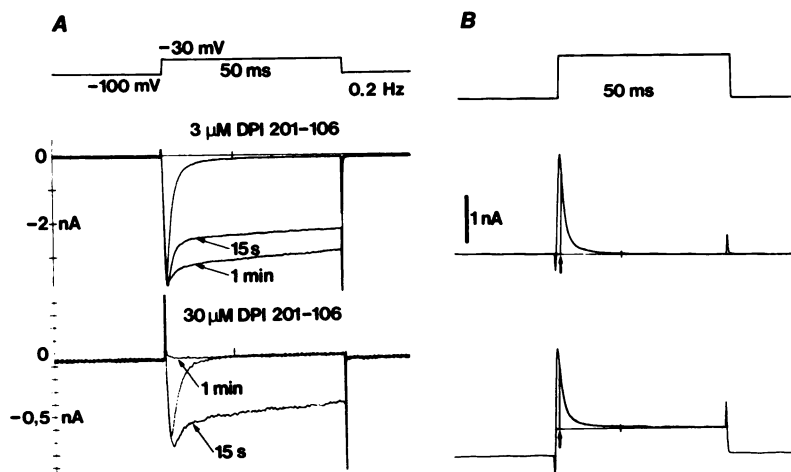 A
-30 mV
50 ms
-100 mV
0.2 Hz
3 µM DPI 201-106
0
-2 nA
15 s
1 min
30 µM DPI 201-106
0
1 min
-0,5 nA
15 s
B
50 ms
1 nA